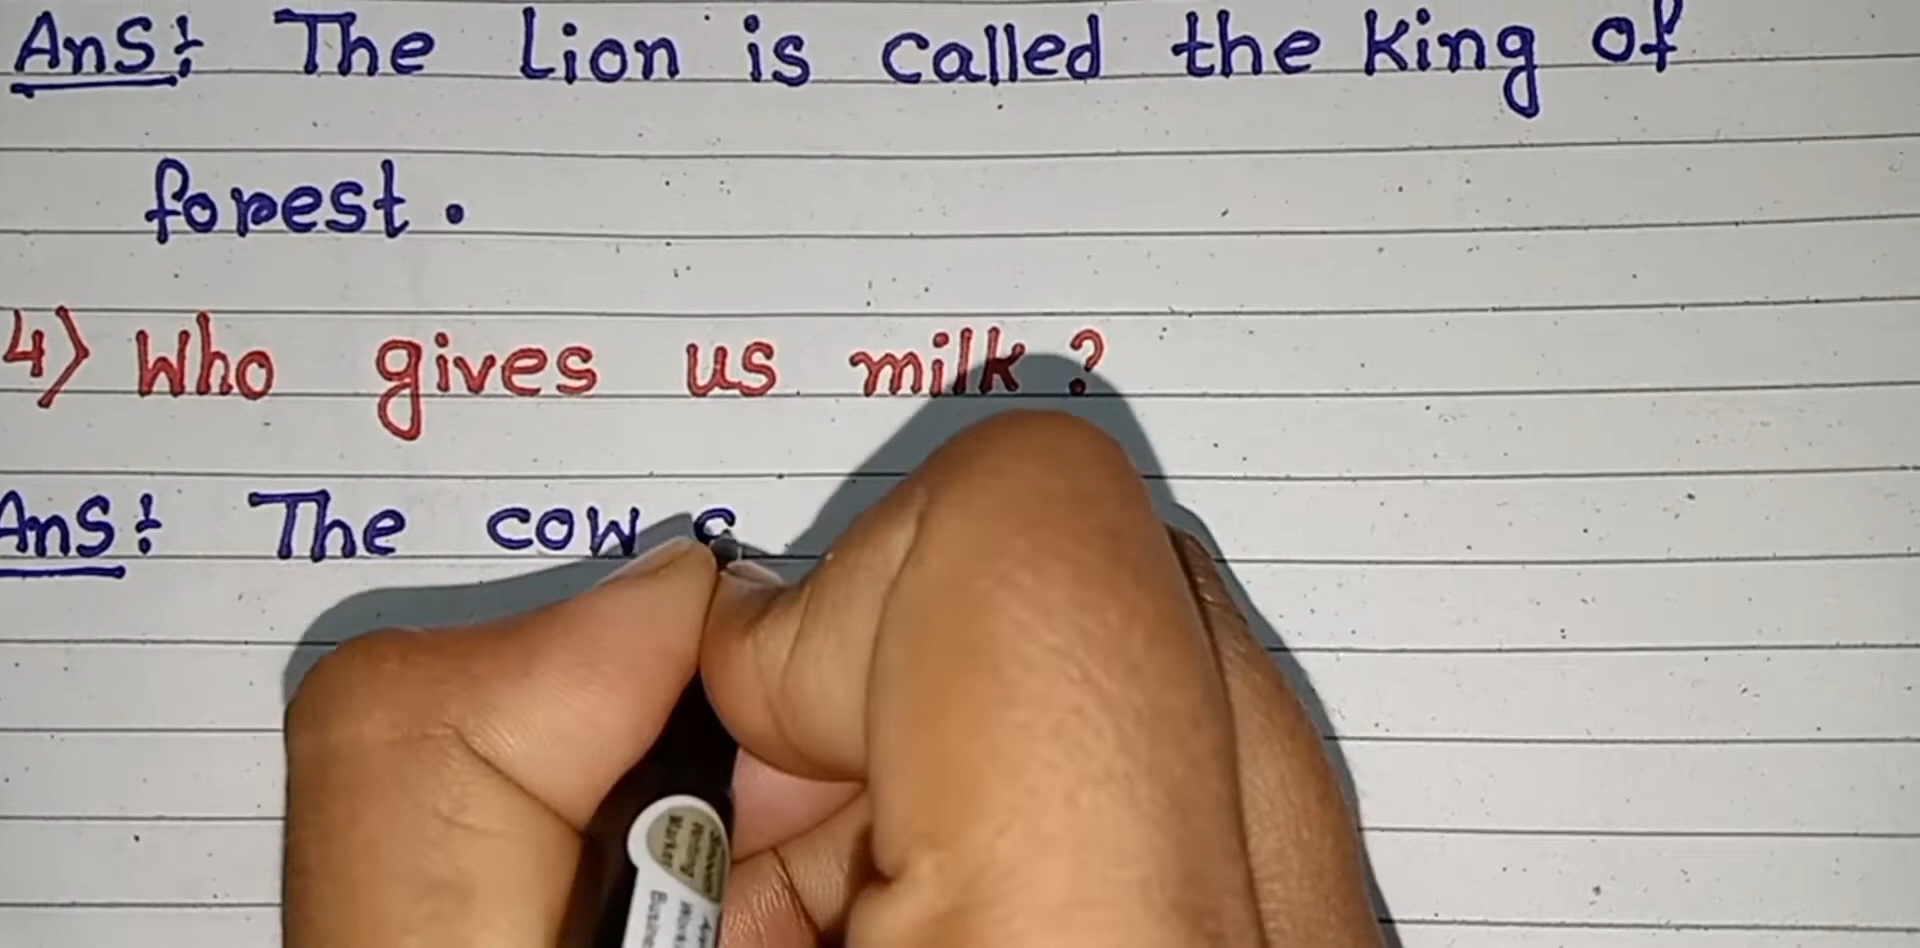 Ans: The Lion is called the king of
forest.
4) Who gives us milk?
Ans: The cow